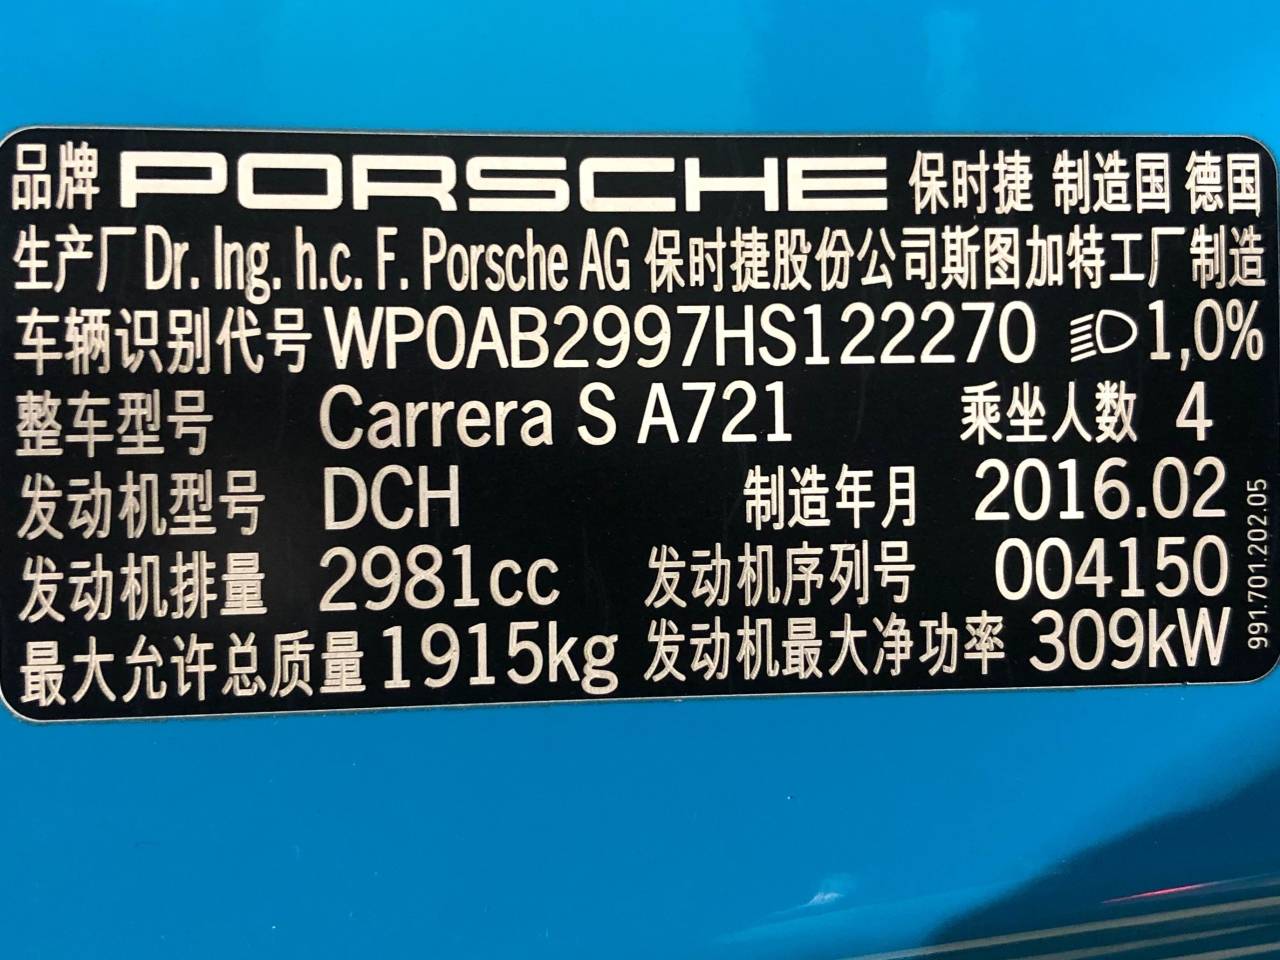 品牌 PORSCHE 保时捷 制造国 德国
生产厂 Dr. Ing. h.c. F. Porsche AG 保时捷股份公司斯图加特工厂制造
车辆识别代号 WP0AB2997HS122270 1,0%
整车型号 Carrera S A721 乘坐人数 4
发动机型号 DCH 制造年月 2016.02
发动机排量 2981cc 发动机序列号 004150
最大允许总质量 1915kg 发动机最大净功率 309kW
991.701.202.05